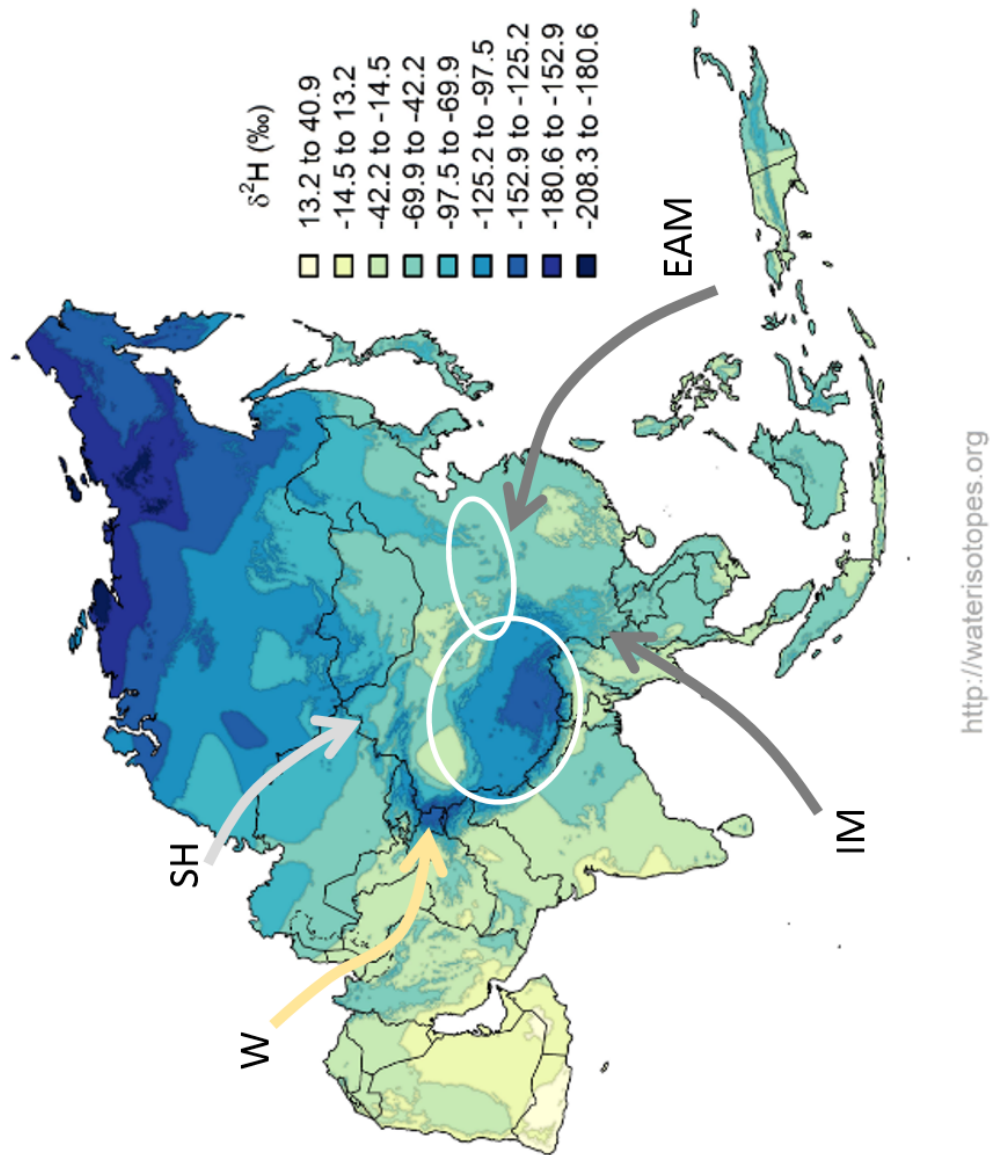 δ²H (‰)
13.2 to 40.9
-14.5 to 13.2
-42.2 to -14.5
-69.9 to -42.2
-97.5 to -69.9
-125.2 to -97.5
-152.9 to -125.2
-180.6 to -152.9
-208.3 to -180.6
SH
W
EAM
IM
http://waterisotopes.org